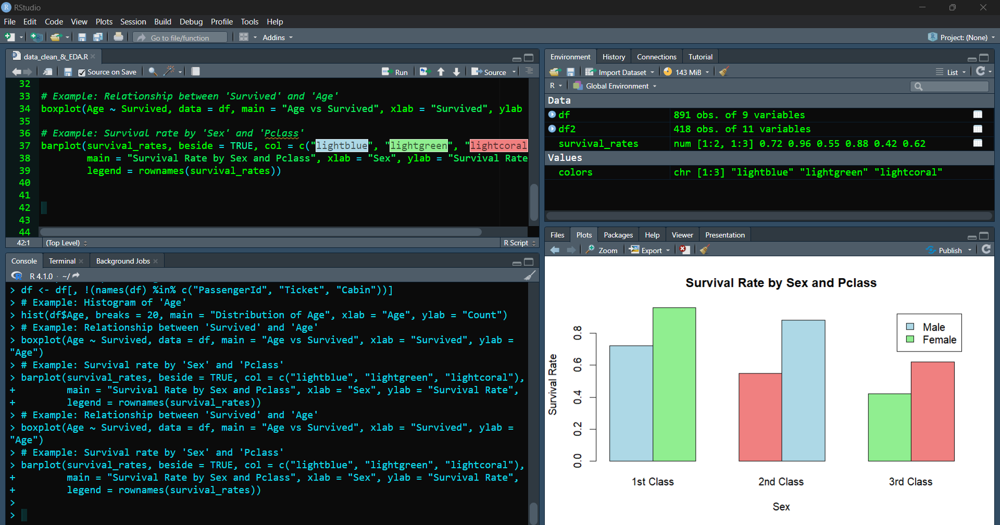 RStudio
File Edit Code View Plots Session Build Debug Profile Tools Help
Go to file/function Addins Project: (None)
data_clean_&_EDA.R
Source on Save Run Source
32
33 # Example: Relationship between 'Survived' and 'Age'
34 boxplot(Age ~ Survived, data = df, main = "Age vs Survived", xlab = "Survived", ylab
35
36 # Example: Survival rate by 'Sex' and 'Pclass'
37 barplot(survival_rates, beside = TRUE, col = c("lightblue", "lightgreen", "lightcoral
38 main = "Survival Rate by Sex and Pclass", xlab = "Sex", ylab = "Survival Rate
39 legend = rownames(survival_rates))
40
41
42
43
44
42:1 (Top Level) R Script
Console Terminal Background Jobs
R 4.1.0 · ~/
> df <- df[, !(names(df) %in% c("PassengerId", "Ticket", "Cabin"))]
> # Example: Histogram of 'Age'
> hist(df$Age, breaks = 20, main = "Distribution of Age", xlab = "Age", ylab = "Count")
> # Example: Relationship between 'Survived' and 'Age'
> boxplot(Age ~ Survived, data = df, main = "Age vs Survived", xlab = "Survived", ylab =
"Age")
> # Example: Survival rate by 'Sex' and 'Pclass'
> barplot(survival_rates, beside = TRUE, col = c("lightblue", "lightgreen", "lightcoral"),
+ main = "Survival Rate by Sex and Pclass", xlab = "Sex", ylab = "Survival Rate",
+ legend = rownames(survival_rates))
> # Example: Relationship between 'Survived' and 'Age'
> boxplot(Age ~ Survived, data = df, main = "Age vs Survived", xlab = "Survived", ylab =
"Age")
> # Example: Survival rate by 'Sex' and 'Pclass'
> barplot(survival_rates, beside = TRUE, col = c("lightblue", "lightgreen", "lightcoral"),
+ main = "Survival Rate by Sex and Pclass", xlab = "Sex", ylab = "Survival Rate",
+ legend = rownames(survival_rates))
>
>
Environment History Connections Tutorial
Import Dataset 143 MiB List
R Global Environment
Data
df 891 obs. of 9 variables
df2 418 obs. of 11 variables
survival_rates num [1:2, 1:3] 0.72 0.96 0.55 0.88 0.42 0.62
Values
colors chr [1:3] "lightblue" "lightgreen" "lightcoral"
Files Plots Packages Help Viewer Presentation
Zoom Export Publish
Survival Rate by Sex and Pclass
Male
Female
Survival Rate
0.8
0.6
0.4
0.2
0.0
1st Class 2nd Class 3rd Class
Sex